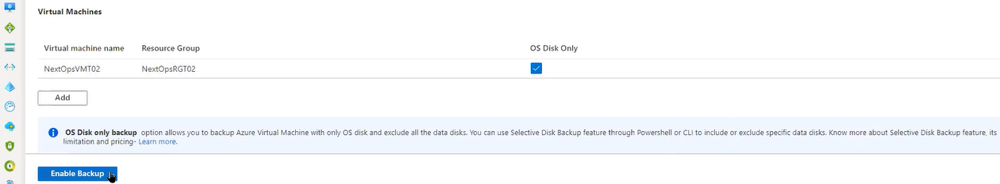 Virtual Machines
Virtual machine name Resource Group OS Disk Only
NextOpsVMT02 NextOpsRGT02
Add
OS Disk only backup option allows you to backup Azure Virtual Machine with only OS disk and exclude all the data disks. You can use Selective Disk Backup feature through Powershell or CLI to include or exclude specific data disks. Know more about Selective Disk Backup feature, its
limitation and pricing- Learn more.
Enable Backup